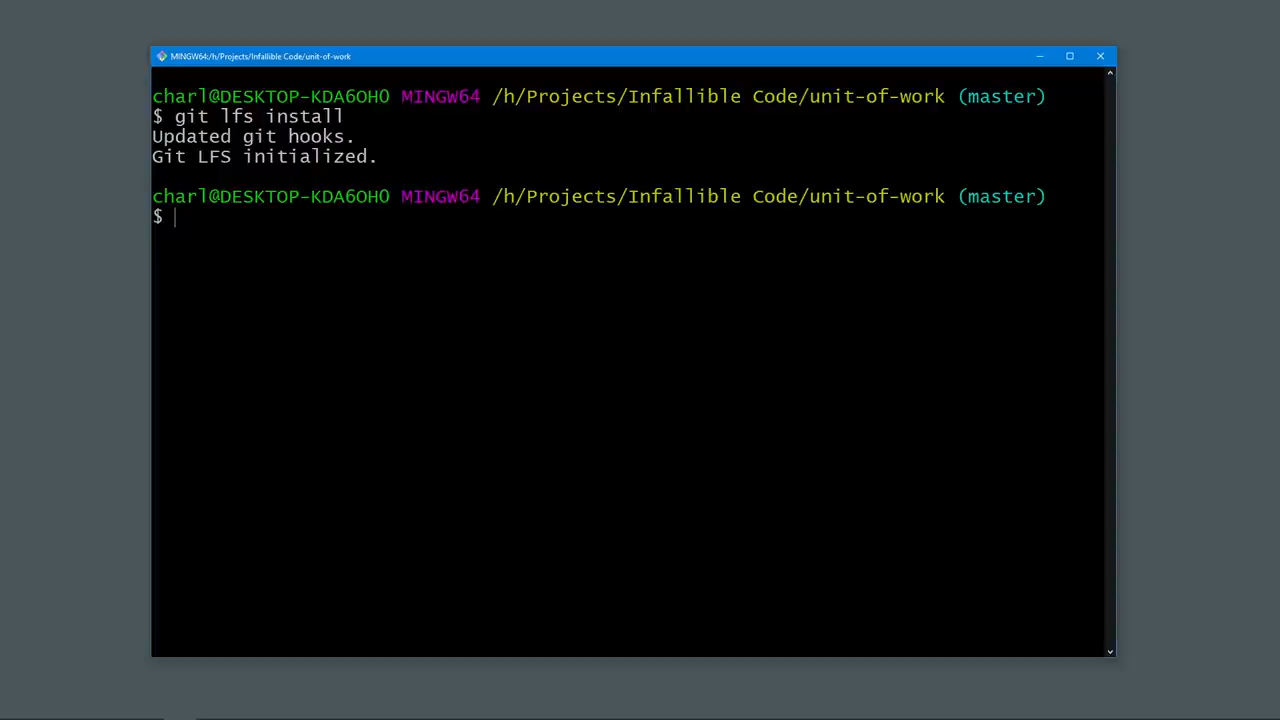 MINGW64:/h/Projects/Infallible Code/unit-of-work
charl@DESKTOP-KDA6OHO MINGW64 /h/Projects/Infallible Code/unit-of-work (master)
$ git lfs install
Updated git hooks.
Git LFS initialized.
charl@DESKTOP-KDA6OHO MINGW64 /h/Projects/Infallible Code/unit-of-work (master)
$